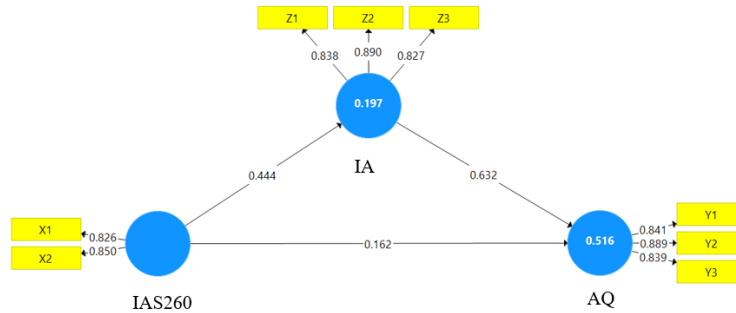 Z1 Z2 Z3
0.838 0.890 0.827
0.197
IA
0.444 0.632
X1 0.826
X2 0.850
0.162
Y1 0.841
0.516 0.889 Y2
0.839 Y3
IAS260 AQ